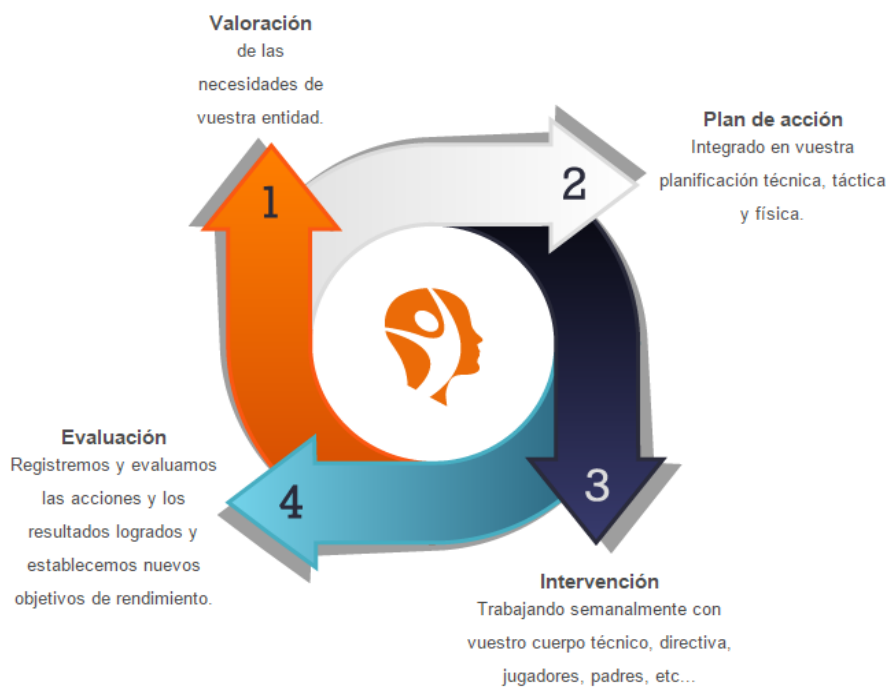 Valoración
de las
necesidades de
vuestra entidad.
1
2
Plan de acción
Integrado en vuestra
planificación técnica, táctica
y física.
3
Intervención
Trabajando semanalmente con
vuestro cuerpo técnico, directiva,
jugadores, padres, etc...
4
Evaluación
Registremos y evaluamos
las acciones y los
resultados logrados y
establecemos nuevos
objetivos de rendimiento.